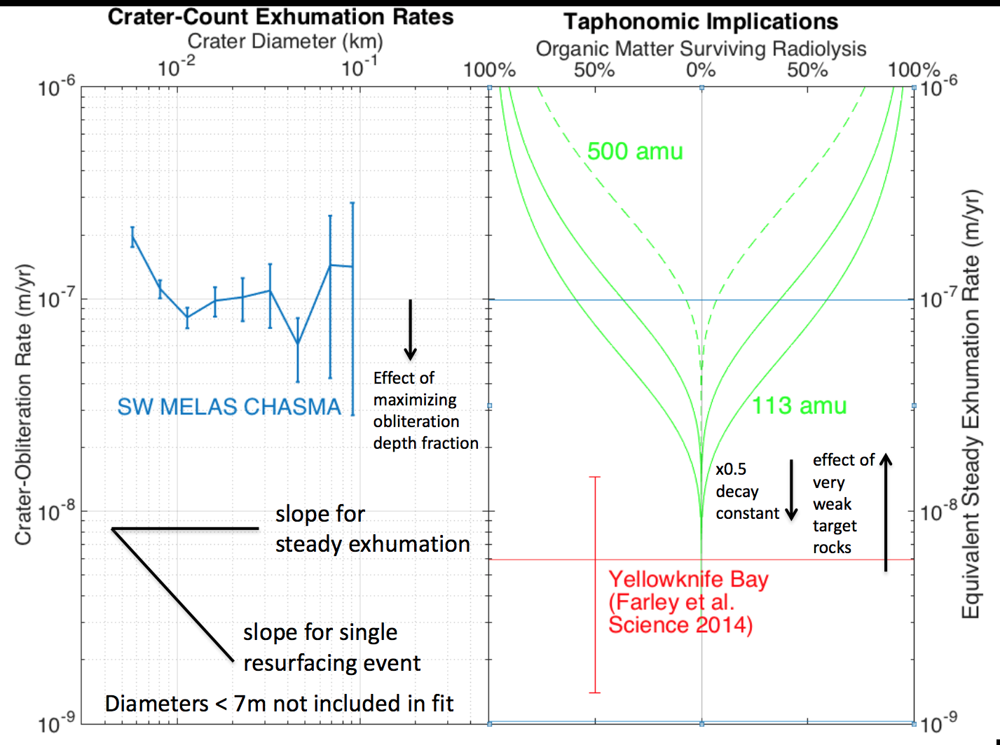 Crater-Count Exhumation Rates
Crater Diameter (km)
10-2
10-1
10-6
10-7
10-8
10-9
Crater-Obliteration Rate (m/yr)
SW MELAS CHASMA
Effect of
maximizing
obliteration
depth fraction
slope for
steady exhumation
slope for single
resurfacing event
Diameters < 7m not included in fit
Taphonomic Implications
Organic Matter Surviving Radiolysis
100%
50%
0%
50%
100%
500 amu
113 amu
x0.5
decay
constant
effect of
very
weak
target
rocks
Yellowknife Bay
(Farley et al.
Science 2014)
10-6
10-7
10-8
10-9
Equivalent Steady Exhumation Rate (m/yr)